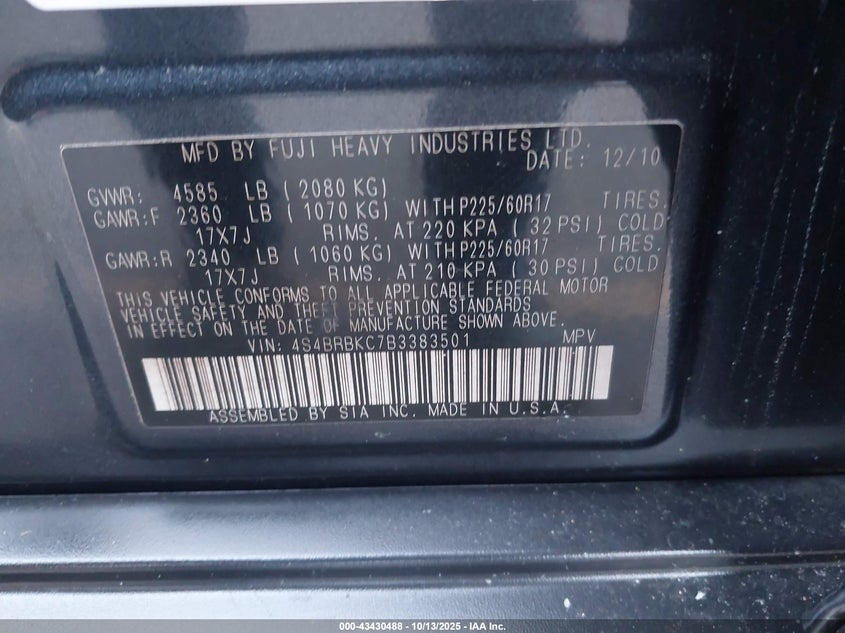 MFD BY FUJI HEAVY INDUSTRIES LTD.
DATE: 12/10
GVWR: 4585 LB (2080 KG)
GAWR:F 2360 LB (1070 KG) WITH P225/60R17 TIRES.
17X7J RIMS. AT 220 KPA (32 PSI) COLD
GAWR:R 2340 LB (1060 KG) WITH P225/60R17 TIRES.
17X7J RIMS. AT 210 KPA (30 PSI) COLD
THIS VEHICLE CONFORMS TO ALL APPLICABLE FEDERAL MOTOR
VEHICLE SAFETY AND THEFT PREVENTION STANDARDS
IN EFFECT ON THE DATE OF MANUFACTURE SHOWN ABOVE.
VIN: 4S4BRBKC7B3383501 MPV
ASSEMBLED BY SIA INC. MADE IN U.S.A.
000-43430488 - 10/13/2025 - IAA Inc.